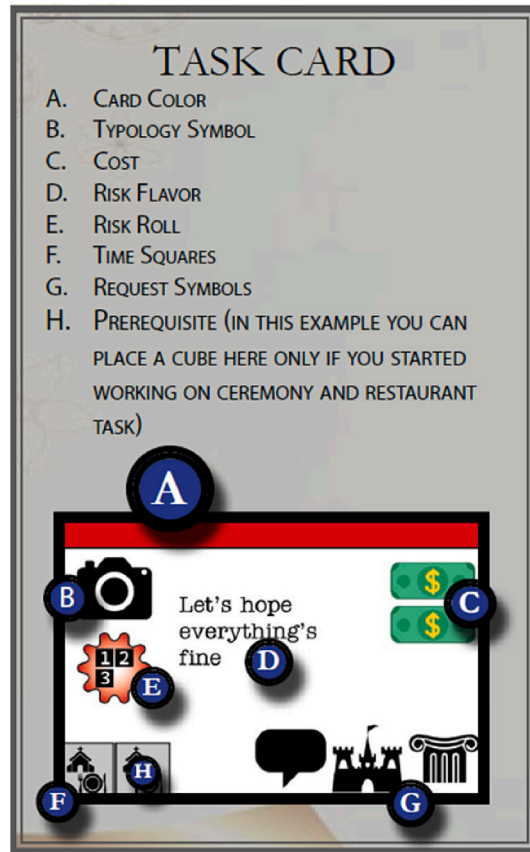 TASK CARD
A. CARD COLOR
B. TYPOLOGY SYMBOL
C. COST
D. RISK FLAVOR
E. RISK ROLL
F. TIME SQUARES
G. REQUEST SYMBOLS
H. PREREQUISITE (IN THIS EXAMPLE YOU CAN
PLACE A CUBE HERE ONLY IF YOU STARTED
WORKING ON CEREMONY AND RESTAURANT
TASK)
A
B
$
$
C
Let's hope
everything's
fine
D
1 2
3
E
H
F
G